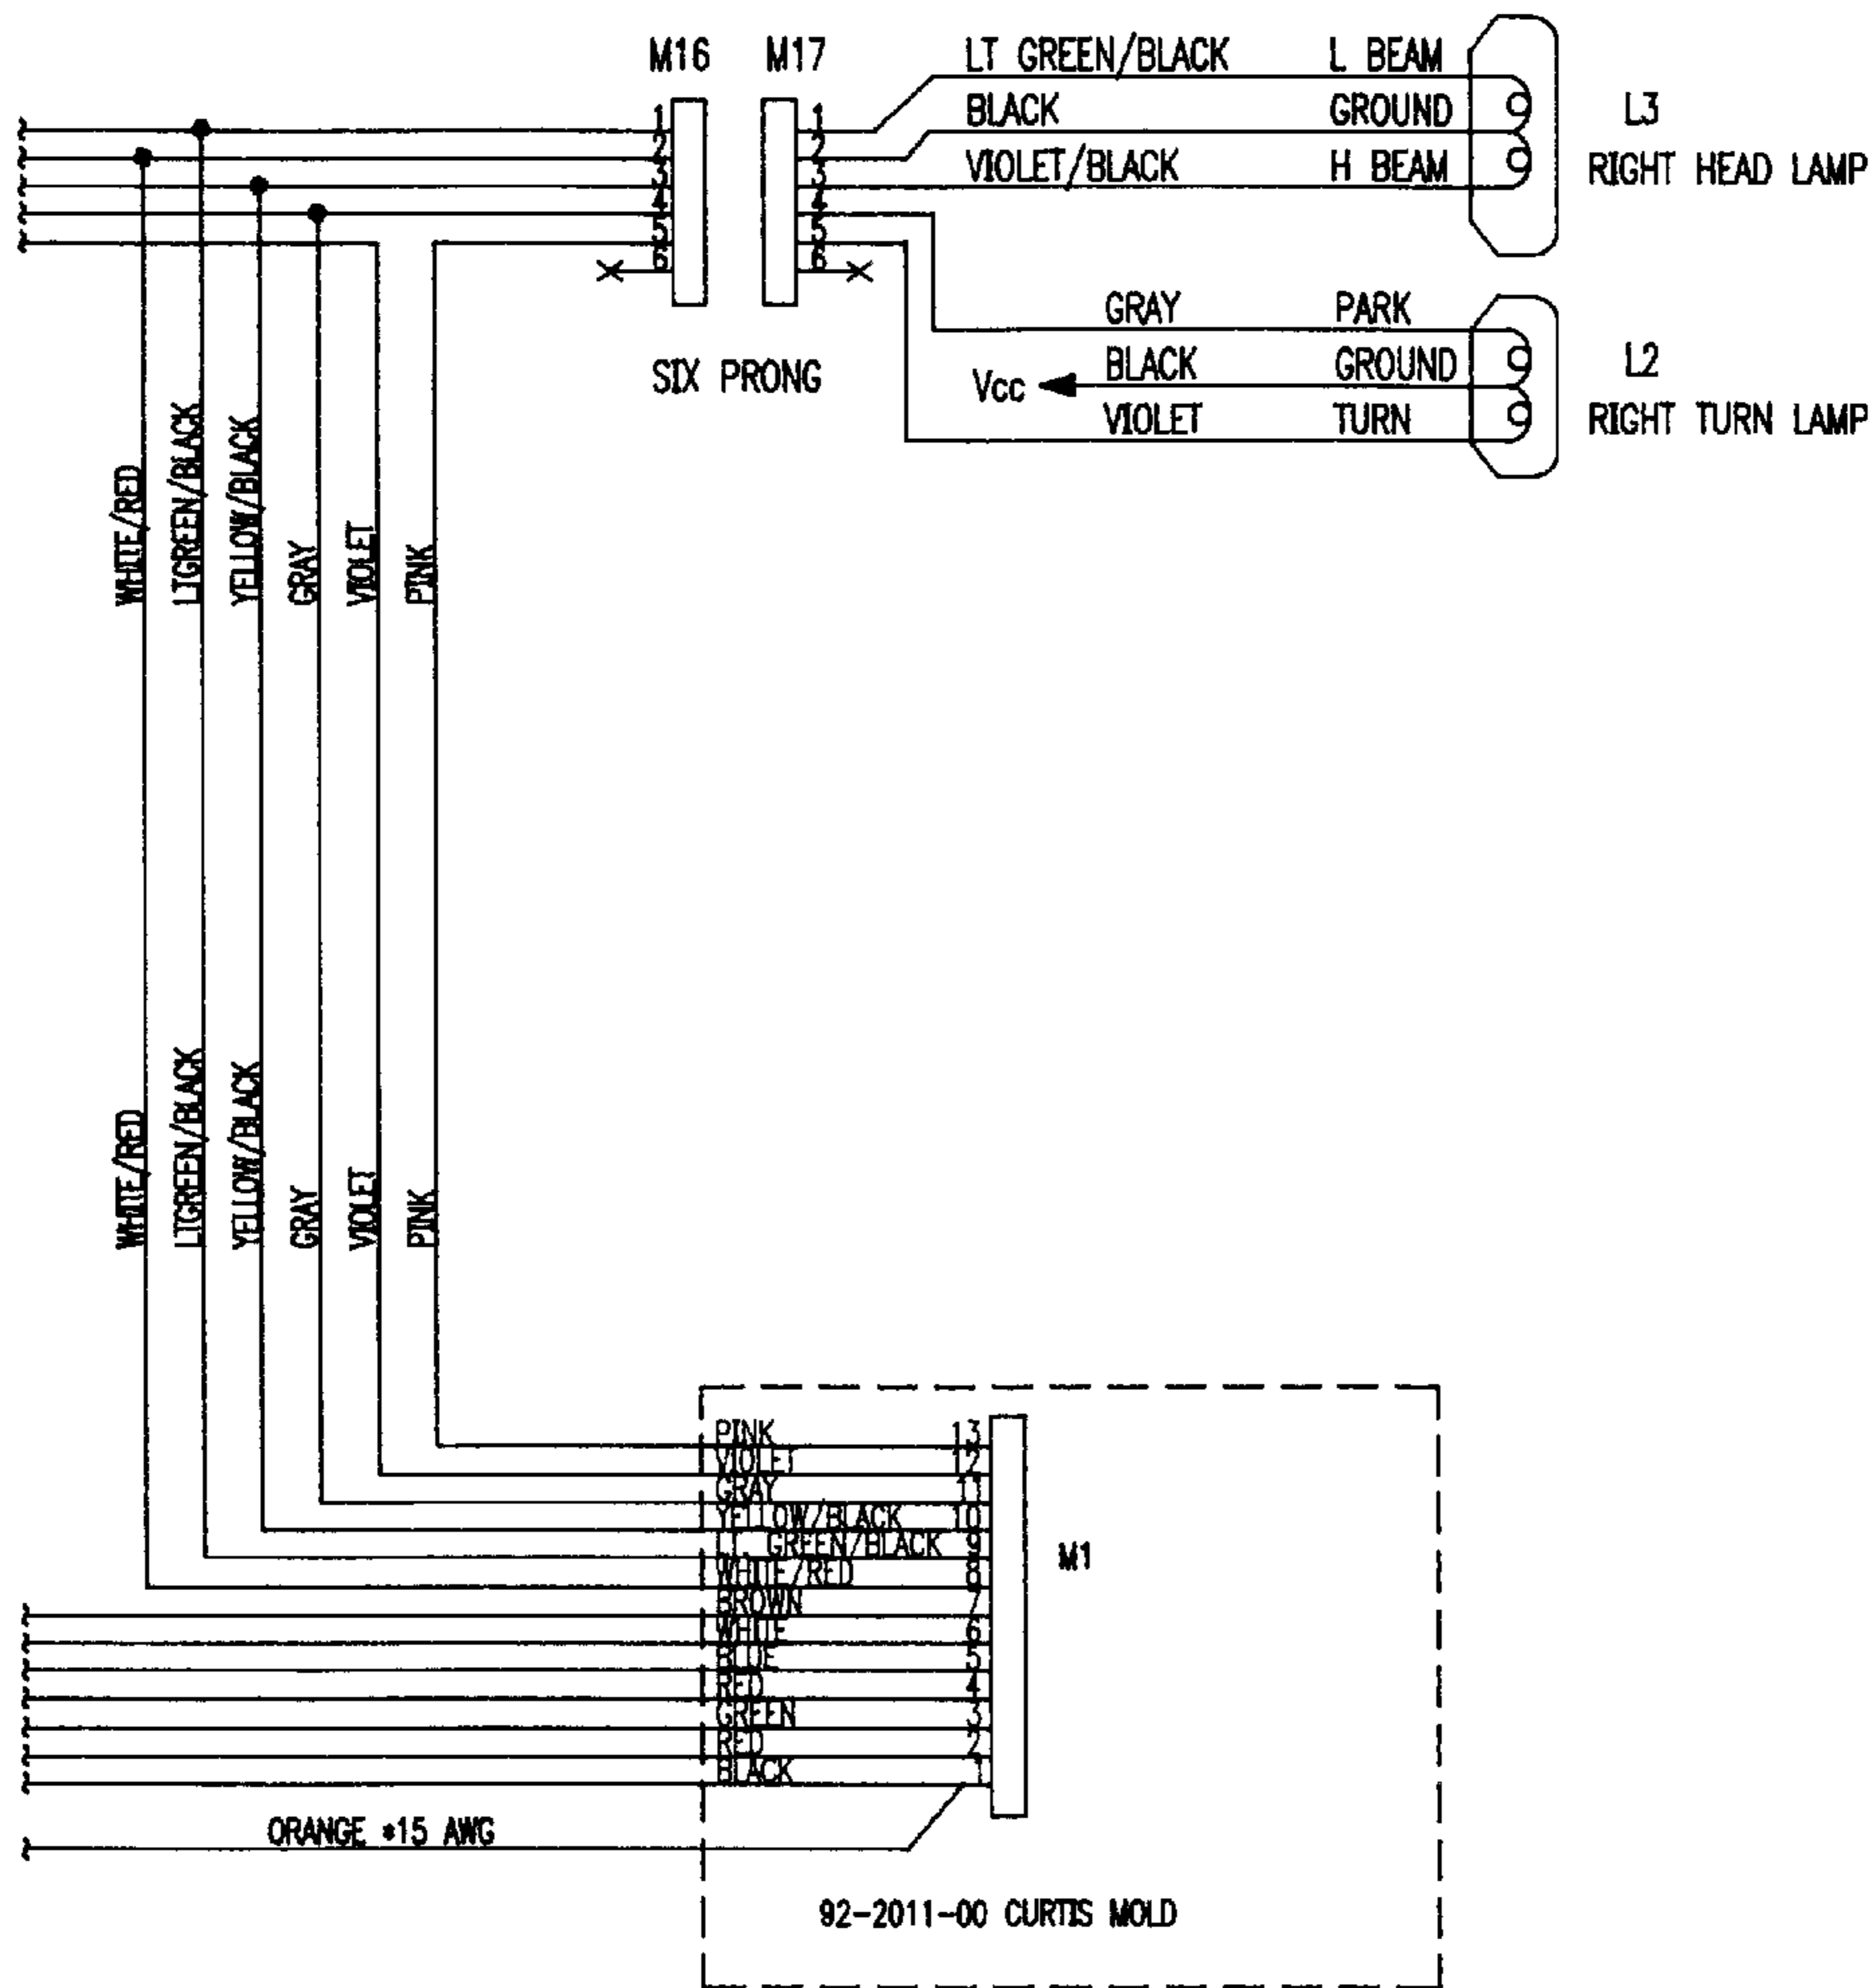 M16 M17
LT GREEN/BLACK L BEAM
BLACK GROUND
VIOLET/BLACK H BEAM
L3
RIGHT HEAD LAMP
1 1
2 2
3 3
4 4
5 5
6 6
SIX PRONG
GRAY PARK
Vcc BLACK GROUND
VIOLET TURN
L2
RIGHT TURN LAMP
WHITE/RED
LTGREEN/BLACK
YELLOW/BLACK
GRAY
VIOLET
PINK
WHITE/RED
LTGREEN/BLACK
YELLOW/BLACK
GRAY
VIOLET
PINK
PINK 13
VIOLET 12
GRAY 11
YELLOW/BLACK 10
LT. GREEN/BLACK 9
WHITE/RED 8
BROWN 7
WHITE 6
BLUE 5
RED 4
GREEN 3
RED 2
BLACK 1
M1
ORANGE *15 AWG
92-2011-00 CURTIS MOLD